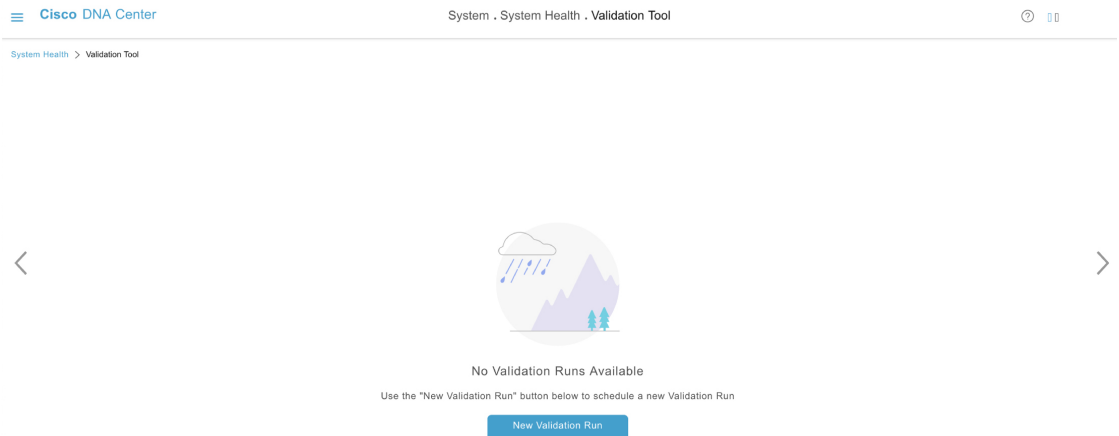 Cisco DNA Center
System . System Health . Validation Tool
System Health > Validation Tool
No Validation Runs Available
Use the "New Validation Run" button below to schedule a new Validation Run
New Validation Run